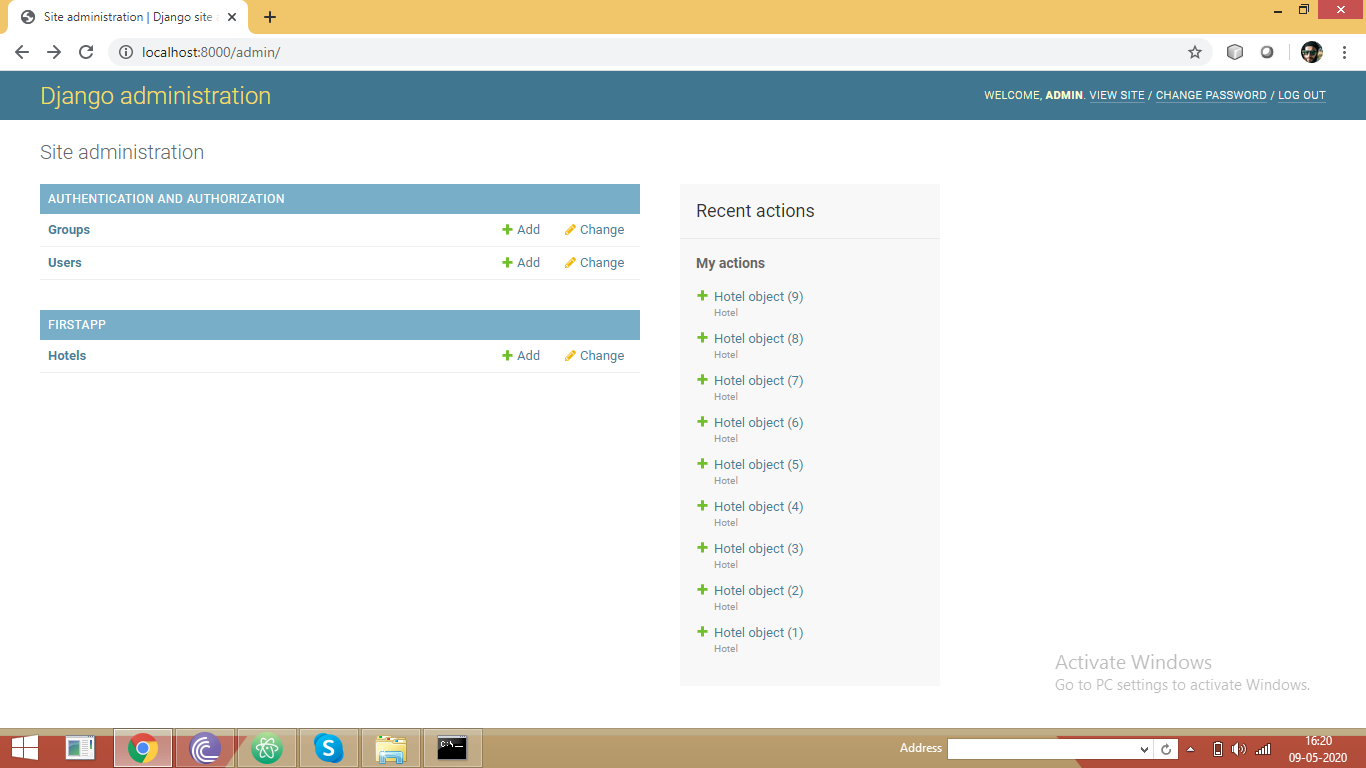 Site administration | Django site
localhost:8000/admin/
Django administration
WELCOME, ADMIN. VIEW SITE / CHANGE PASSWORD / LOG OUT
Site administration
AUTHENTICATION AND AUTHORIZATION
Groups Add Change
Users Add Change
FIRSTAPP
Hotels Add Change
Recent actions
My actions
Hotel object (9)
Hotel
Hotel object (8)
Hotel
Hotel object (7)
Hotel
Hotel object (6)
Hotel
Hotel object (5)
Hotel
Hotel object (4)
Hotel
Hotel object (3)
Hotel
Hotel object (2)
Hotel
Hotel object (1)
Hotel
Activate Windows
Go to PC settings to activate Windows.
Address
16:20
09-05-2020